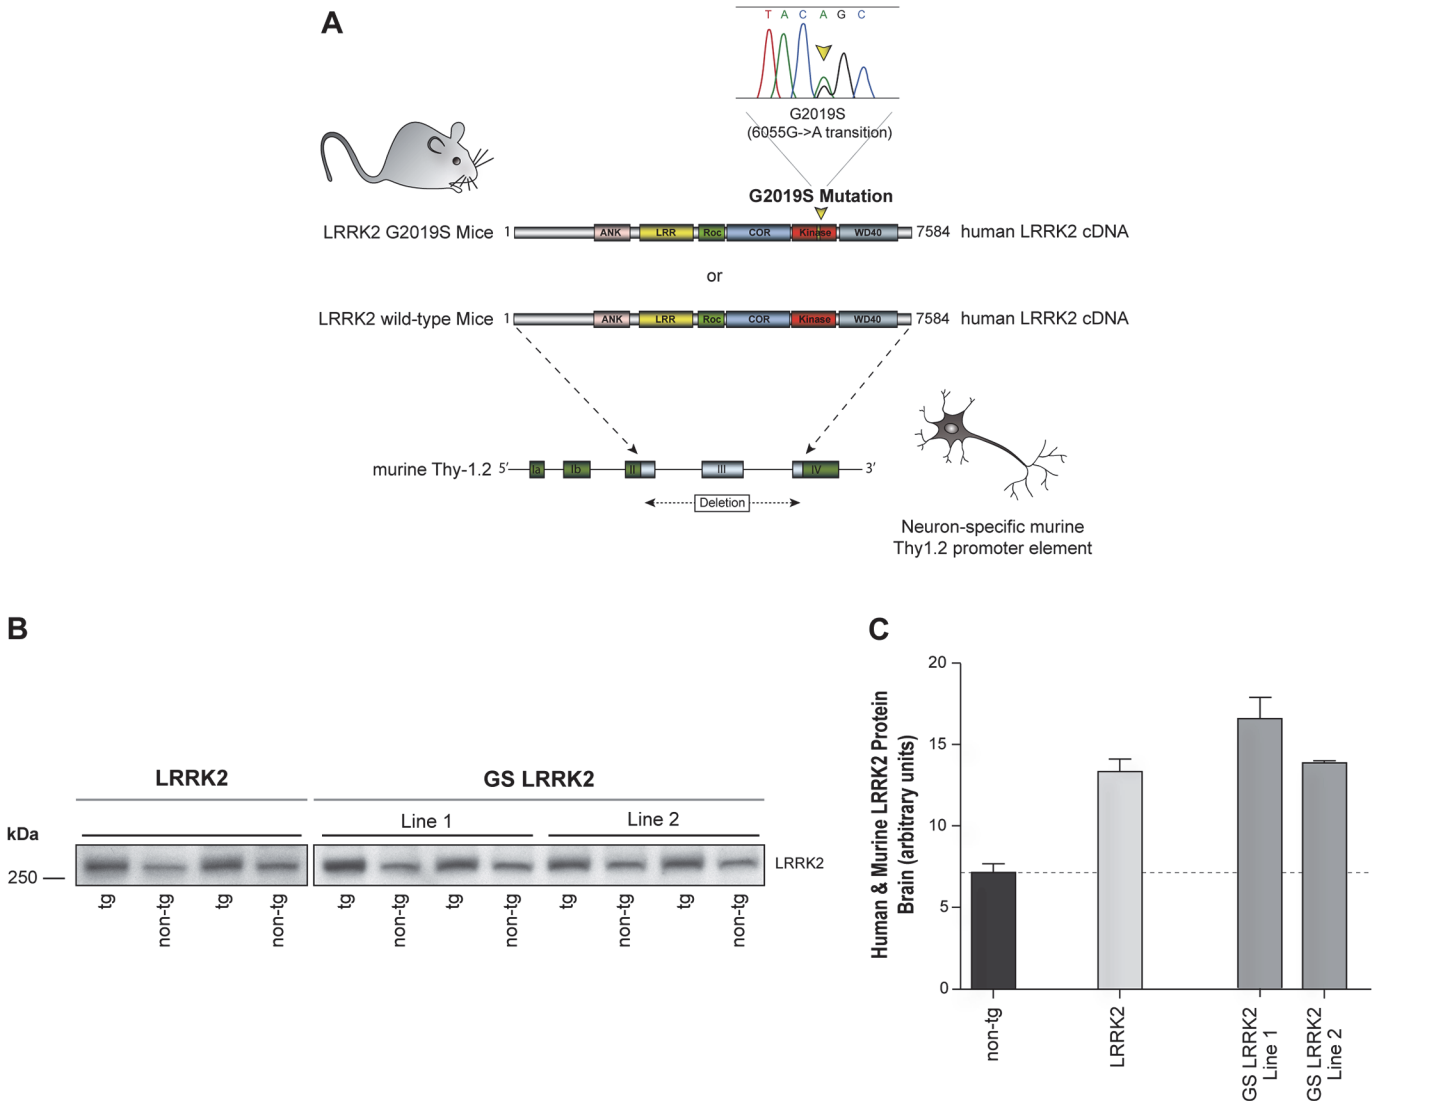 A
T A C A G C
G2019S
(6055G->A transition)
G2019S Mutation
LRRK2 G2019S Mice 1 ANK LRR Roc COR Kinase WD40 7584 human LRRK2 cDNA
or
LRRK2 wild-type Mice 1 ANK LRR Roc COR Kinase WD40 7584 human LRRK2 cDNA
murine Thy-1.2 5′ Ia Ib II III IV 3′
Deletion
Neuron-specific murine
Thy1.2 promoter element
B
LRRK2 GS LRRK2
Line 1 Line 2
kDa
250
LRRK2
tg non-tg tg non-tg tg non-tg tg non-tg tg non-tg tg non-tg
C
Human & Murine LRRK2 Protein
Brain (arbitrary units)
20
15
10
5
0
non-tg
LRRK2
GS LRRK2
Line 1
GS LRRK2
Line 2